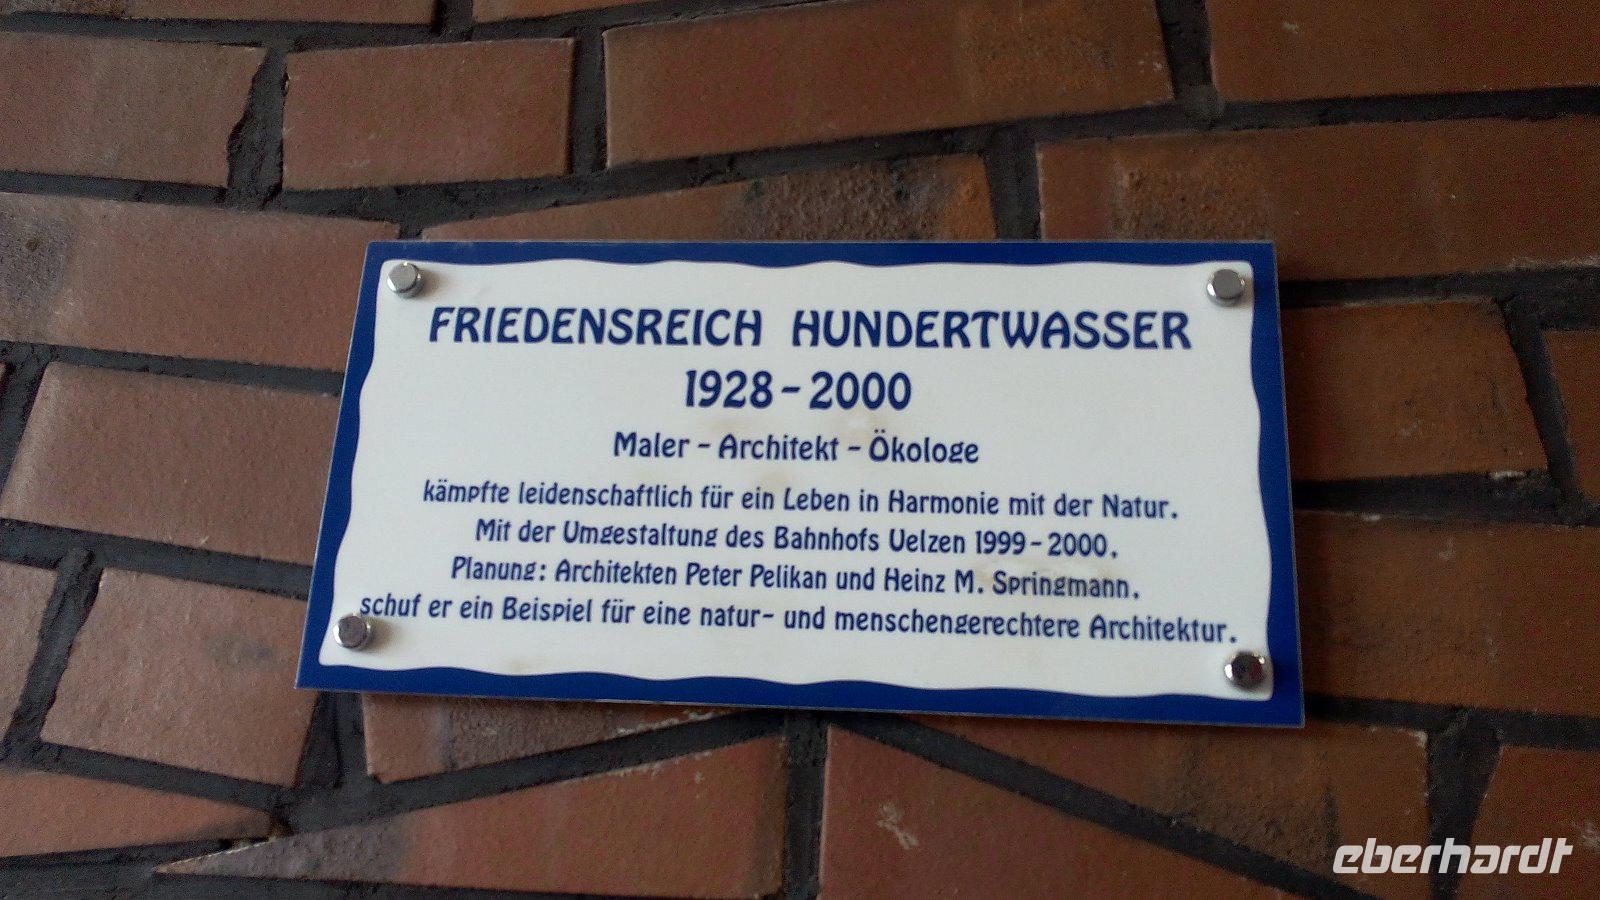 FRIEDENSREICH HUNDERTWASSER
1928 - 2000
Maler - Architekt - Ökologe
kämpfte leidenschaftlich für ein Leben in Harmonie mit der Natur.
Mit der Umgestaltung des Bahnhofs Uelzen 1999 - 2000.
Planung: Architekten Peter Pelikan und Heinz M. Springmann.
schuf er ein Beispiel für eine natur- und menschengerechtere Architektur.
eberhardt